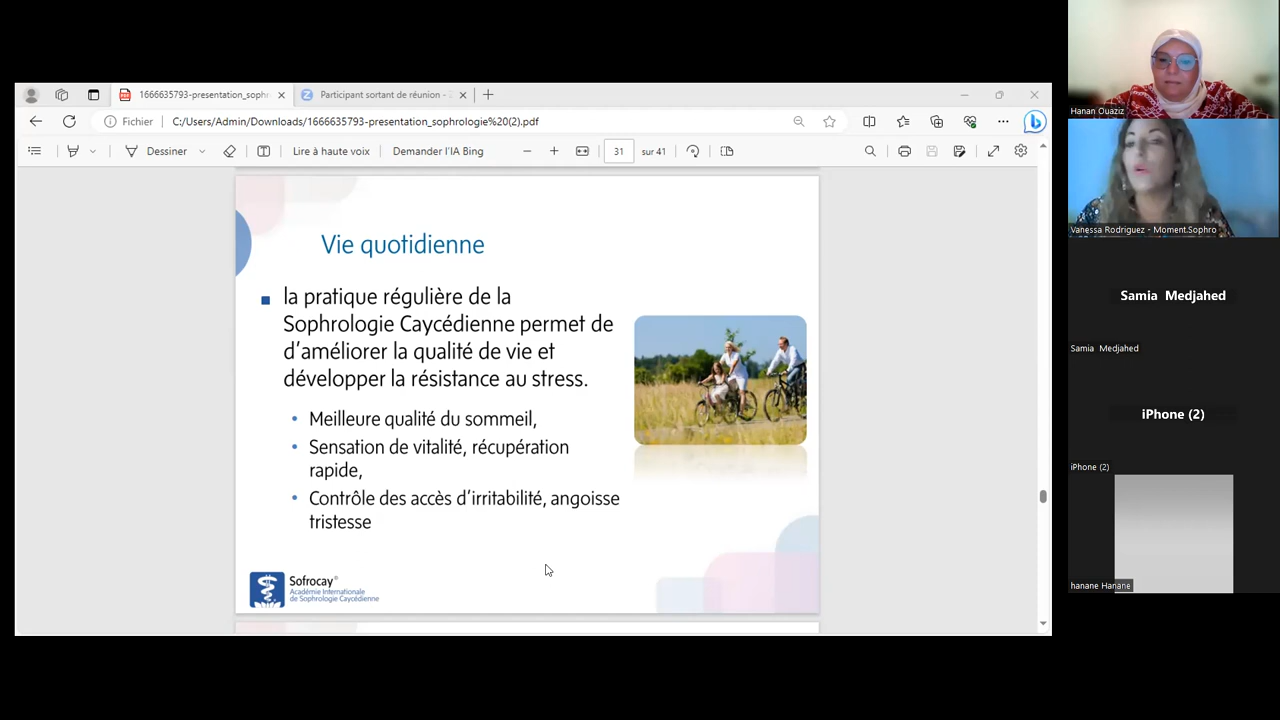 1666635793-presentation_sophr
Participant sortant de réunion -
Fichier
C:/Users/Admin/Downloads/1666635793-presentation_sophrologie%20(2).pdf
Dessiner
Lire à haute voix
Demander l'IA Bing
31
sur 41
Vie quotidienne
la pratique régulière de la
Sophrologie Caycédienne permet de
d'améliorer la qualité de vie et
développer la résistance au stress.
Meilleure qualité du sommeil,
Sensation de vitalité, récupération
rapide,
Contrôle des accès d'irritabilité, angoisse
tristesse
Sofrocay®
Académie Internationale
de Sophrologie Caycédienne
Hanan Ouaziz
Vanessa Rodriguez - Moment.Sophro
Samia Medjahed
Samia Medjahed
iPhone (2)
iPhone (2)
hanane Hanane